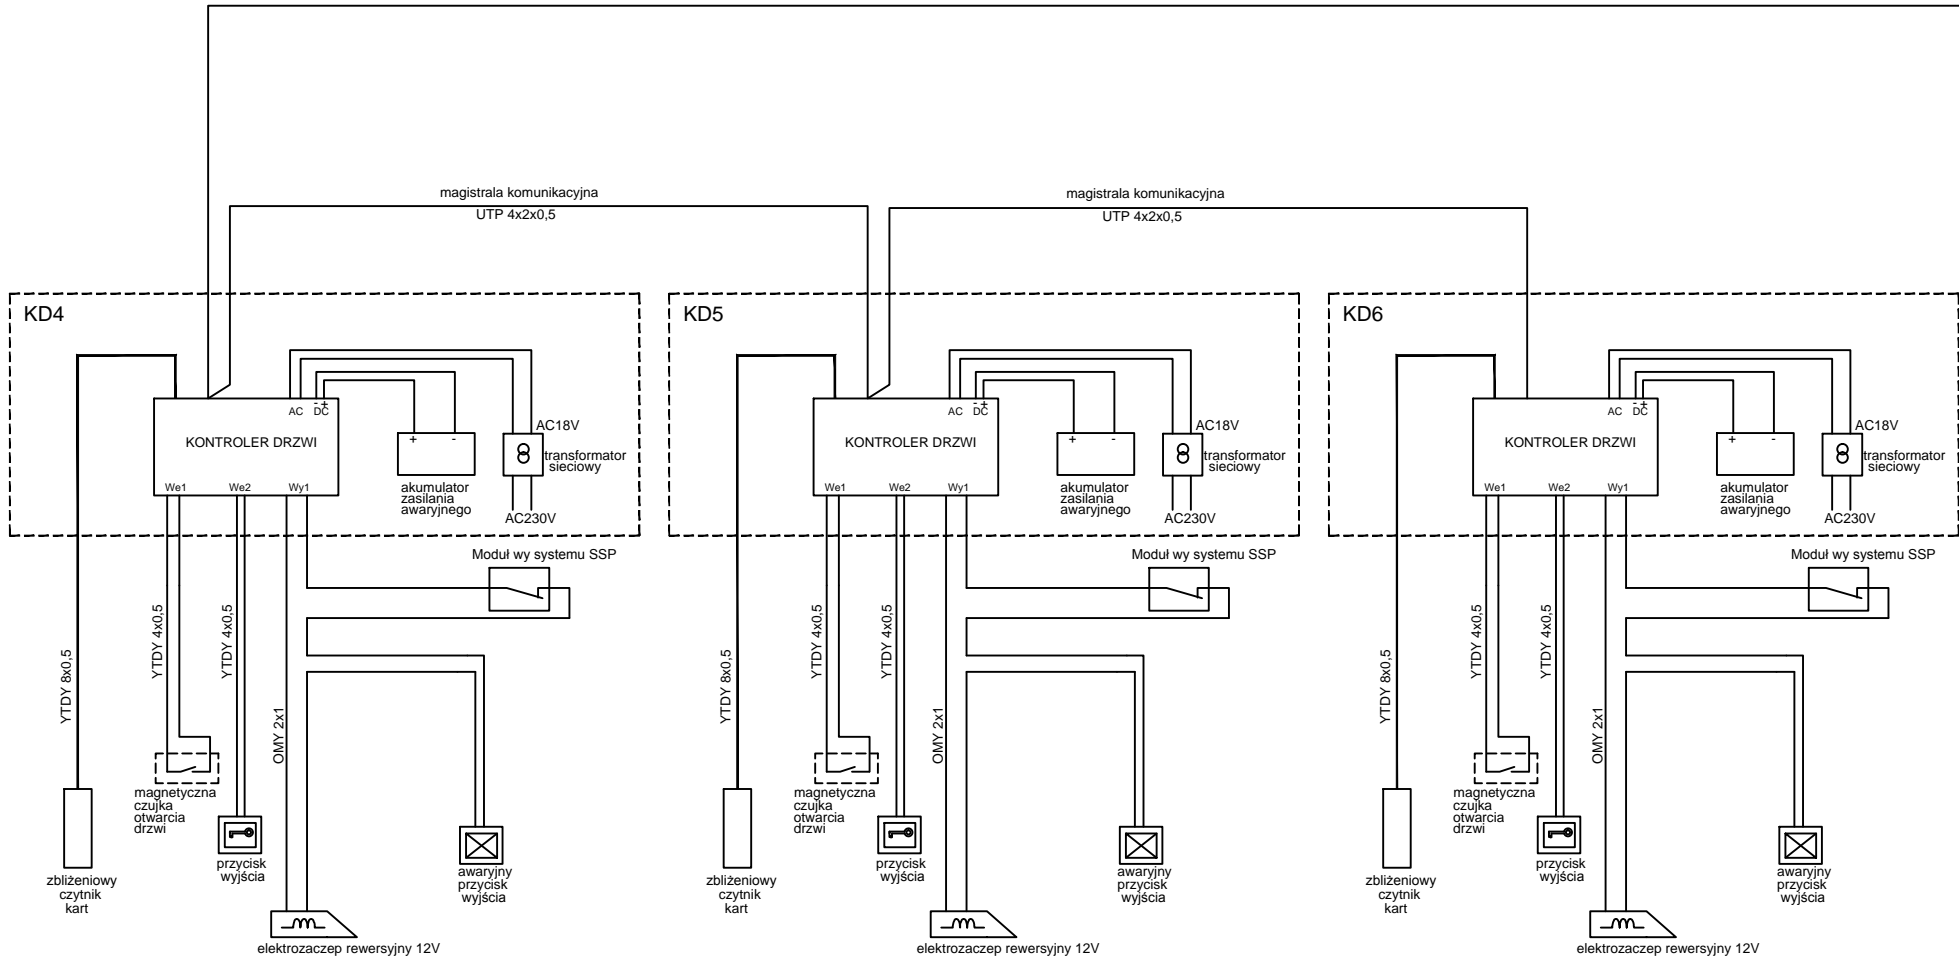 magistrala komunikacyjna
UTP 4x2x0,5
magistrala komunikacyjna
UTP 4x2x0,5
KD4
AC
- +
DC
KONTROLER DRZWI
We1
We2
Wy1
+ -
akumulator
zasilania
awaryjnego
AC18V
transformator
sieciowy
AC230V
Moduł wy systemu SSP
YTDY 8x0,5
YTDY 4x0,5
YTDY 4x0,5
OMY 2x1
magnetyczna
czujka
otwarcia
drzwi
zbliżeniowy
czytnik
kart
przycisk
wyjścia
awaryjny
przycisk
wyjścia
elektrozaczep rewersyjny 12V
KD5
AC
- +
DC
KONTROLER DRZWI
We1
We2
Wy1
+ -
akumulator
zasilania
awaryjnego
AC18V
transformator
sieciowy
AC230V
Moduł wy systemu SSP
YTDY 8x0,5
YTDY 4x0,5
YTDY 4x0,5
OMY 2x1
magnetyczna
czujka
otwarcia
drzwi
zbliżeniowy
czytnik
kart
przycisk
wyjścia
awaryjny
przycisk
wyjścia
elektrozaczep rewersyjny 12V
KD6
AC
- +
DC
KONTROLER DRZWI
We1
We2
Wy1
+ -
akumulator
zasilania
awaryjnego
AC18V
transformator
sieciowy
AC230V
Moduł wy systemu SSP
YTDY 8x0,5
YTDY 4x0,5
YTDY 4x0,5
OMY 2x1
magnetyczna
czujka
otwarcia
drzwi
zbliżeniowy
czytnik
kart
przycisk
wyjścia
awaryjny
przycisk
wyjścia
elektrozaczep rewersyjny 12V